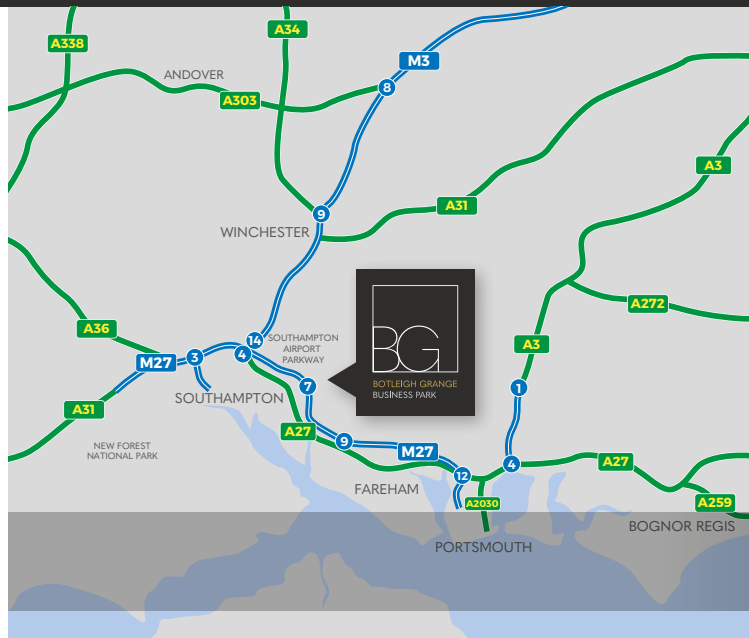 A34
A338
M3
ANDOVER
8
A303
A3
A31
9
WINCHESTER
A272
A36
14
SOUTHAMPTON
AIRPORT
PARKWAY
A3
4
3
M27
BG
BOTLEIGH GRANGE
BUSINESS PARK
7
1
SOUTHAMPTON
A31
A27
9
NEW FOREST
NATIONAL PARK
M27
4
A27
12
FAREHAM
A2030
A259
BOGNOR REGIS
PORTSMOUTH